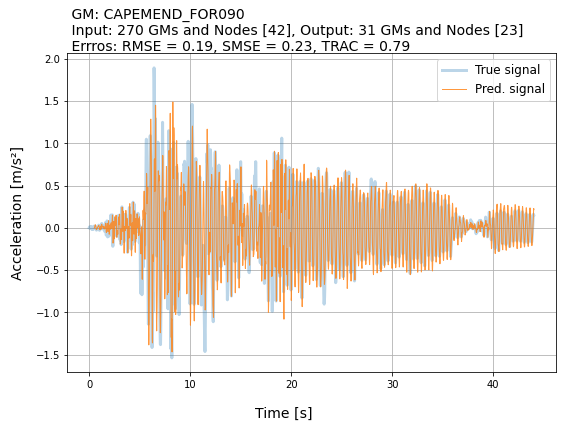 GM: CAPEMEND_FOR090
Input: 270 GMs and Nodes [42], Output: 31 GMs and Nodes [23]
Errros: RMSE = 0.19, SMSE = 0.23, TRAC = 0.79
True signal
Pred. signal
2.0
1.5
1.0
0.5
0.0
−0.5
−1.0
−1.5
Acceleration [m/s²]
0 10 20 30 40
Time [s]